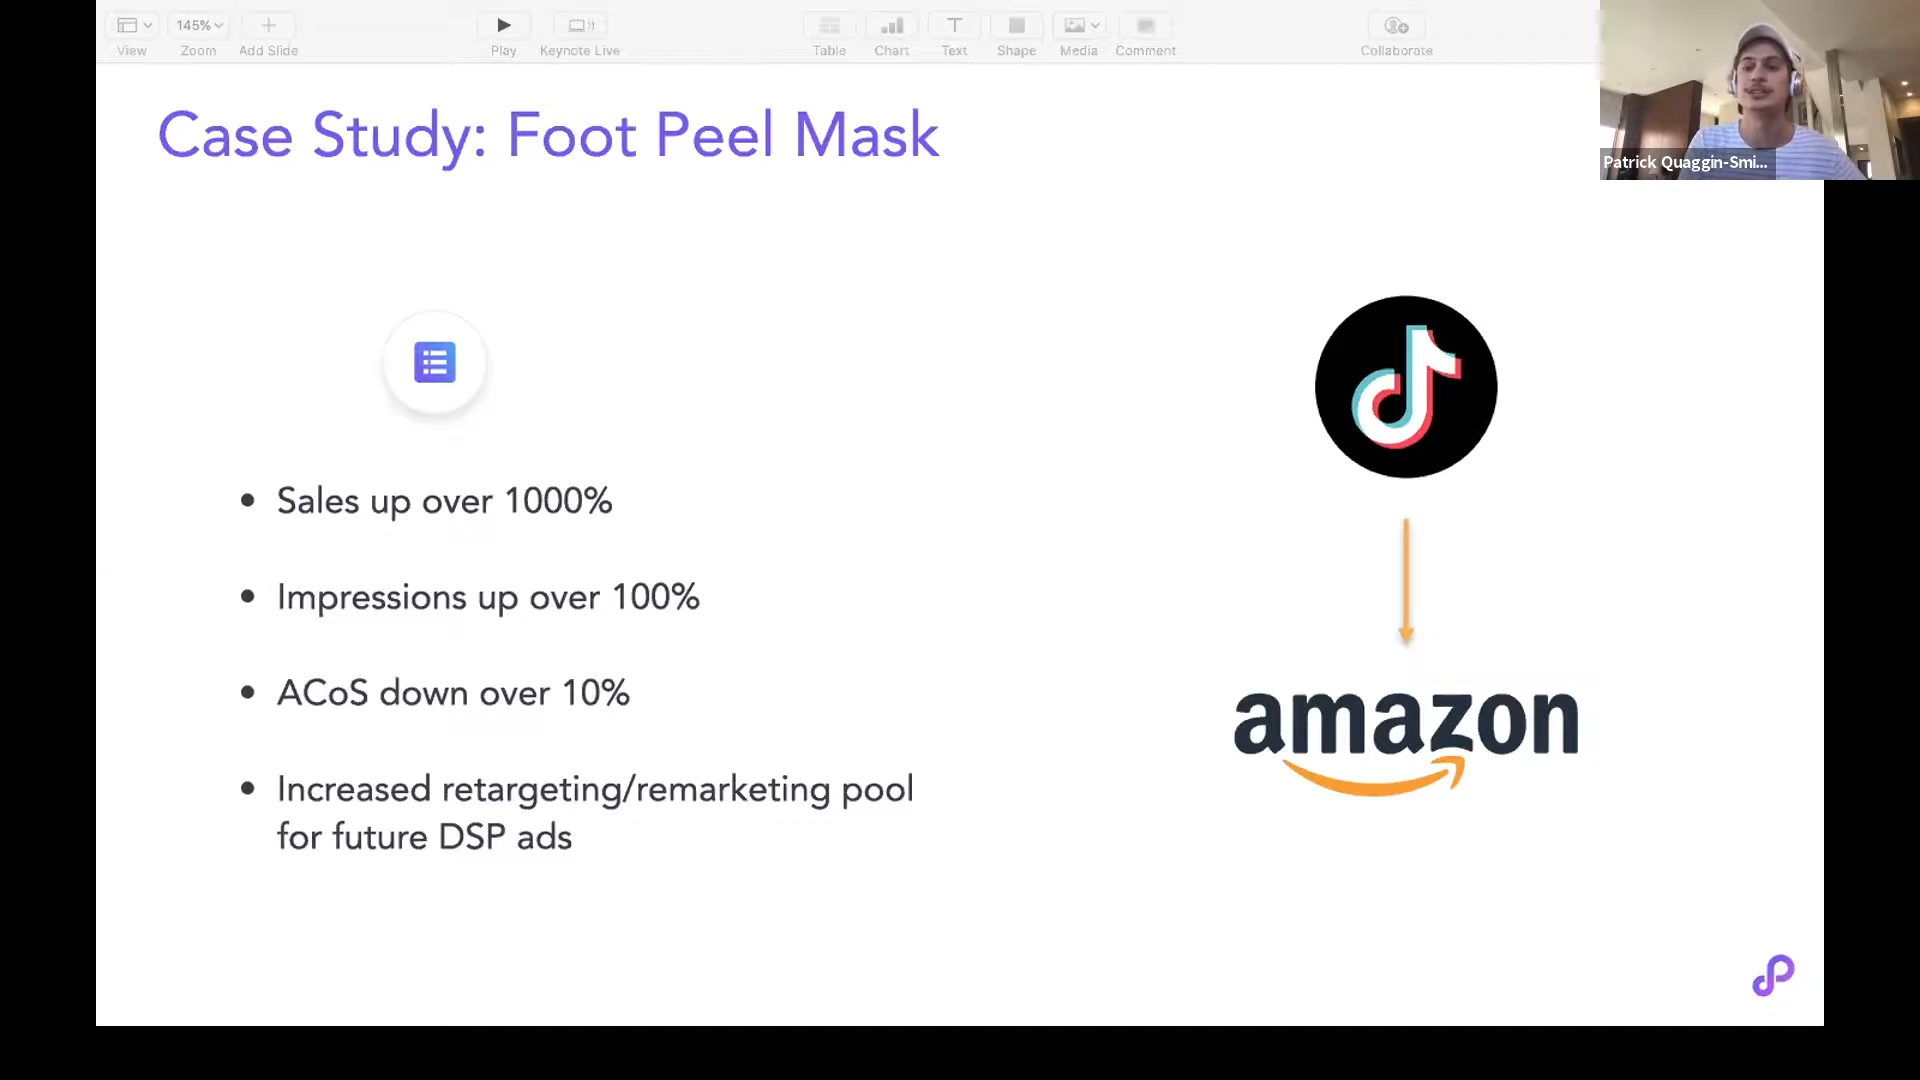 145%
View
Zoom
Add Slide
Play
Keynote Live
Table
Chart
Text
Shape
Media
Comment
Collaborate
Patrick Quaggin-Smi...
Case Study: Foot Peel Mask
• Sales up over 1000%
• Impressions up over 100%
• ACoS down over 10%
• Increased retargeting/remarketing pool
for future DSP ads
amazon